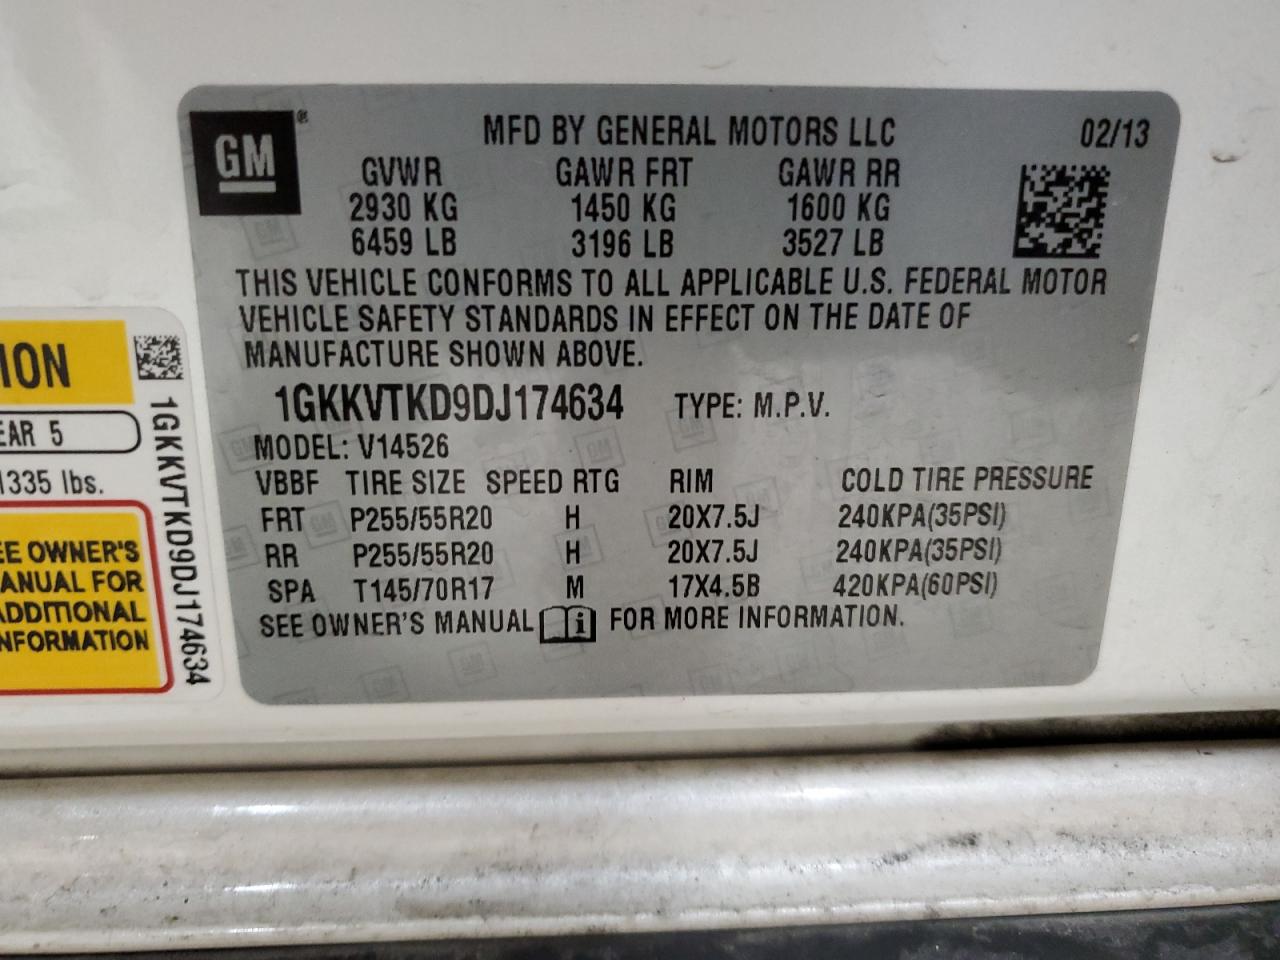 GM®
MFD BY GENERAL MOTORS LLC 02/13
GVWR GAWR FRT GAWR RR
2930 KG 1450 KG 1600 KG
6459 LB 3196 LB 3527 LB
THIS VEHICLE CONFORMS TO ALL APPLICABLE U.S. FEDERAL MOTOR
VEHICLE SAFETY STANDARDS IN EFFECT ON THE DATE OF
MANUFACTURE SHOWN ABOVE.
1GKKVTKD9DJ174634 TYPE: M.P.V.
MODEL: V14526
VBBF TIRE SIZE SPEED RTG RIM COLD TIRE PRESSURE
FRT P255/55R20 H 20X7.5J 240KPA(35PSI)
RR P255/55R20 H 20X7.5J 240KPA(35PSI)
SPA T145/70R17 M 17X4.5B 420KPA(60PSI)
SEE OWNER'S MANUAL i FOR MORE INFORMATION.
ION
EAR 5
1335 lbs.
EE OWNER'S
ANUAL FOR
ADDITIONAL
NFORMATION
1GKKVTKD9DJ174634